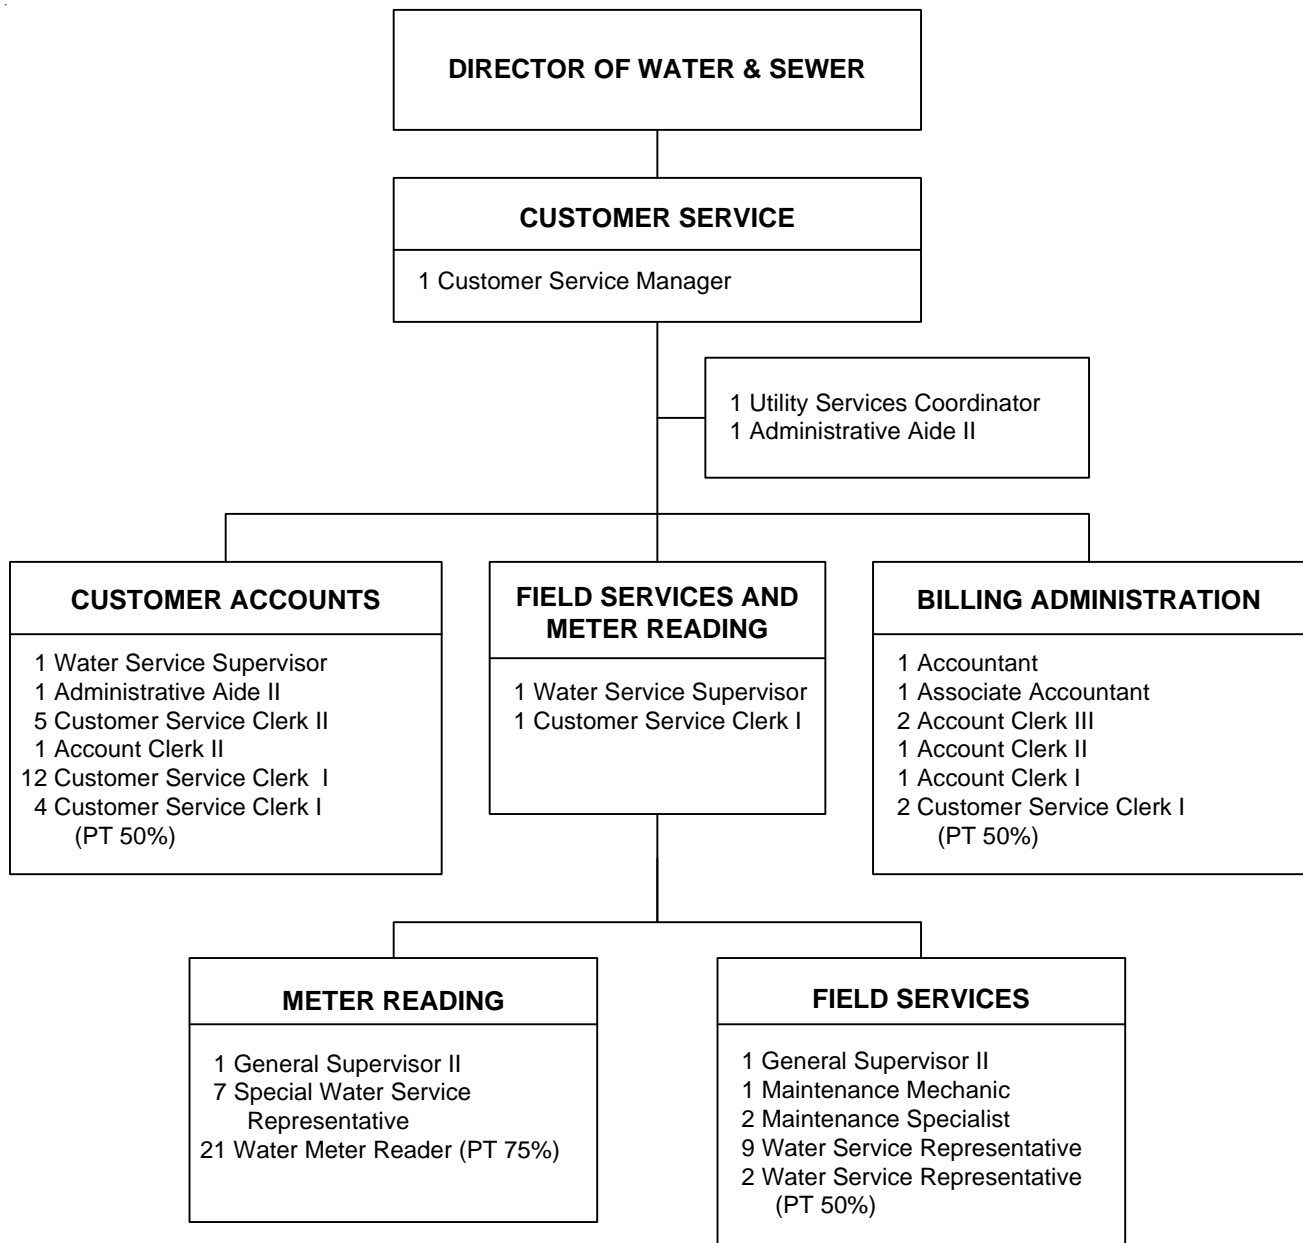 DIRECTOR OF WATER & SEWER
CUSTOMER SERVICE
1 Customer Service Manager
1 Utility Services Coordinator
1 Administrative Aide II
CUSTOMER ACCOUNTS
1 Water Service Supervisor
1 Administrative Aide II
5 Customer Service Clerk II
1 Account Clerk II
12 Customer Service Clerk I
4 Customer Service Clerk I
(PT 50%)
FIELD SERVICES AND
METER READING
1 Water Service Supervisor
1 Customer Service Clerk I
BILLING ADMINISTRATION
1 Accountant
1 Associate Accountant
2 Account Clerk III
1 Account Clerk II
1 Account Clerk I
2 Customer Service Clerk I
(PT 50%)
METER READING
1 General Supervisor II
7 Special Water Service
Representative
21 Water Meter Reader (PT 75%)
FIELD SERVICES
1 General Supervisor II
1 Maintenance Mechanic
2 Maintenance Specialist
9 Water Service Representative
2 Water Service Representative
(PT 50%)